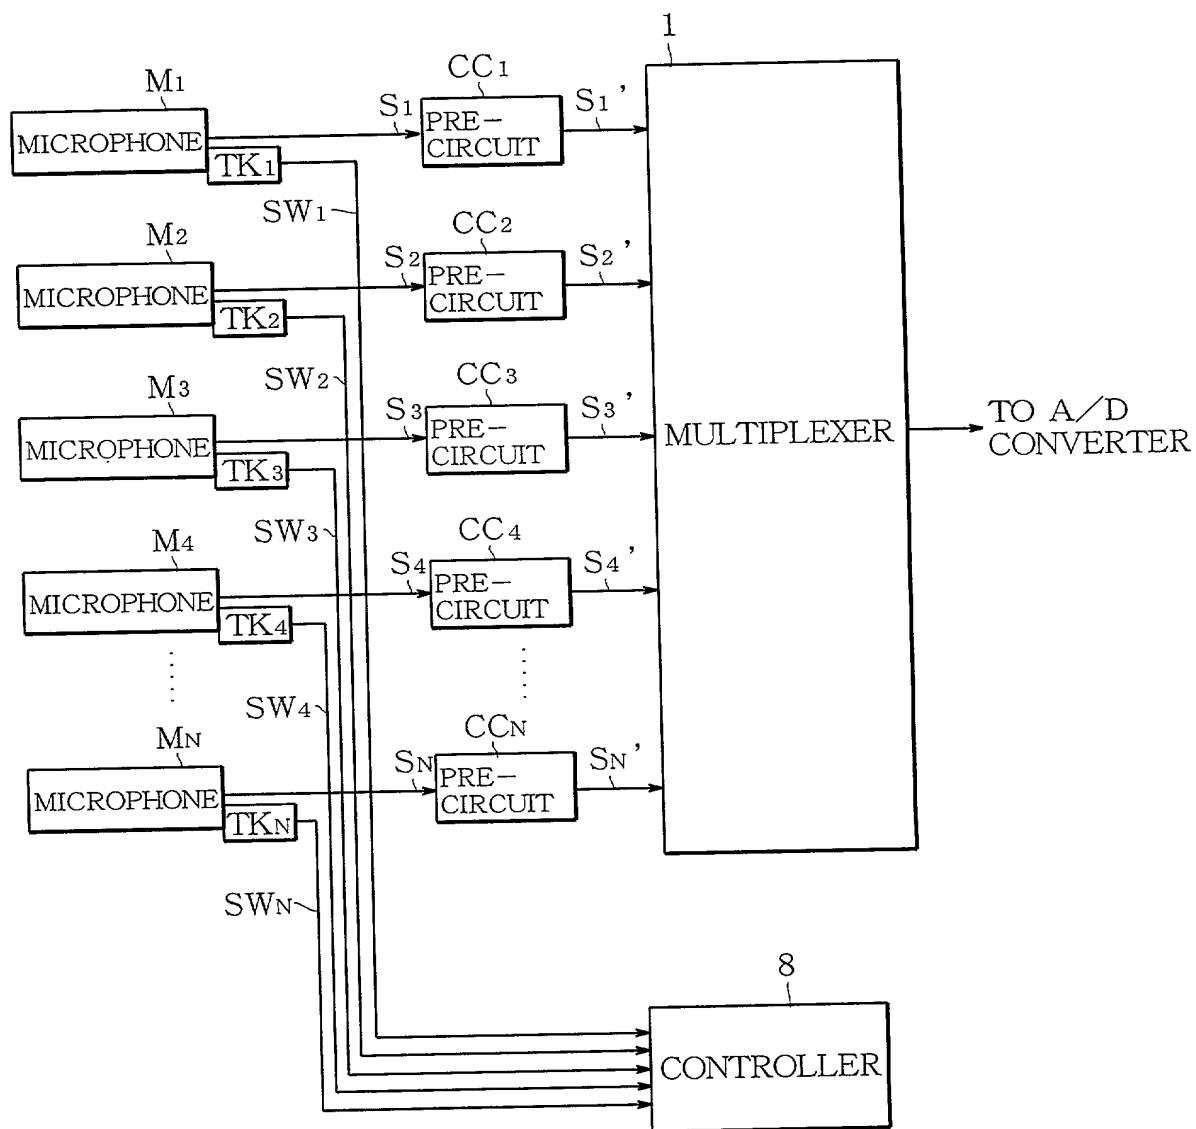 1
M1
CC1
S1
S1'
MICROPHONE
PRE-
CIRCUIT
TK1
SW1
M2
CC2
S2
S2'
MICROPHONE
PRE-
CIRCUIT
TK2
SW2
M3
CC3
S3
S3'
MICROPHONE
PRE-
CIRCUIT
TK3
MULTIPLEXER
TO A/D
CONVERTER
SW3
M4
CC4
S4
S4'
MICROPHONE
PRE-
CIRCUIT
TK4
SW4
MN
CCN
SN
SN'
MICROPHONE
PRE-
CIRCUIT
TKN
SWN
8
CONTROLLER